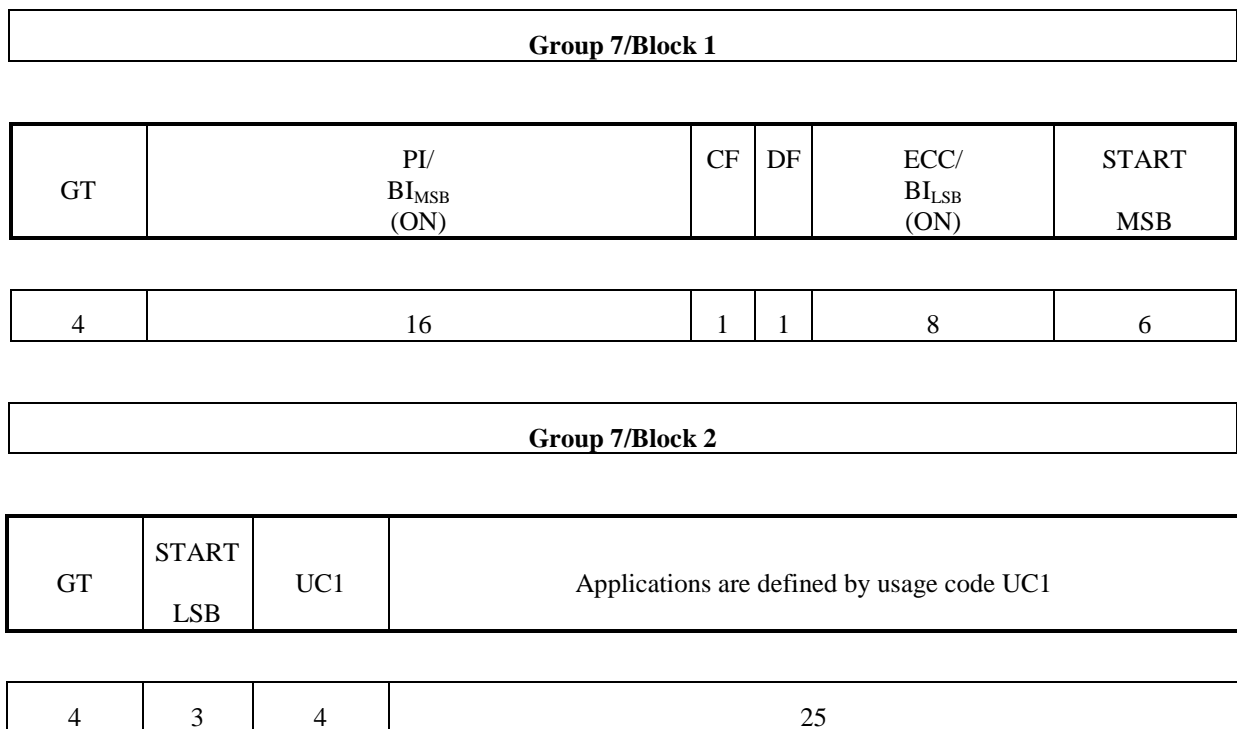 Group 7/Block 1
GT
PI/
BIMSB
(ON)
CF
DF
ECC/
BILSB
(ON)
START
MSB
4 16 1 1 8 6
Group 7/Block 2
GT
START
LSB
UC1
Applications are defined by usage code UC1
4 3 4 25